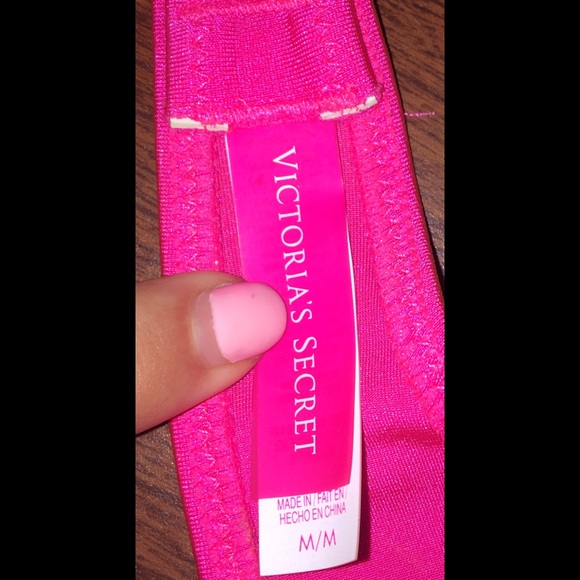 VICTORIA'S SECRET
MADE IN / FAIT EN /
HECHO EN CHINA
M/M